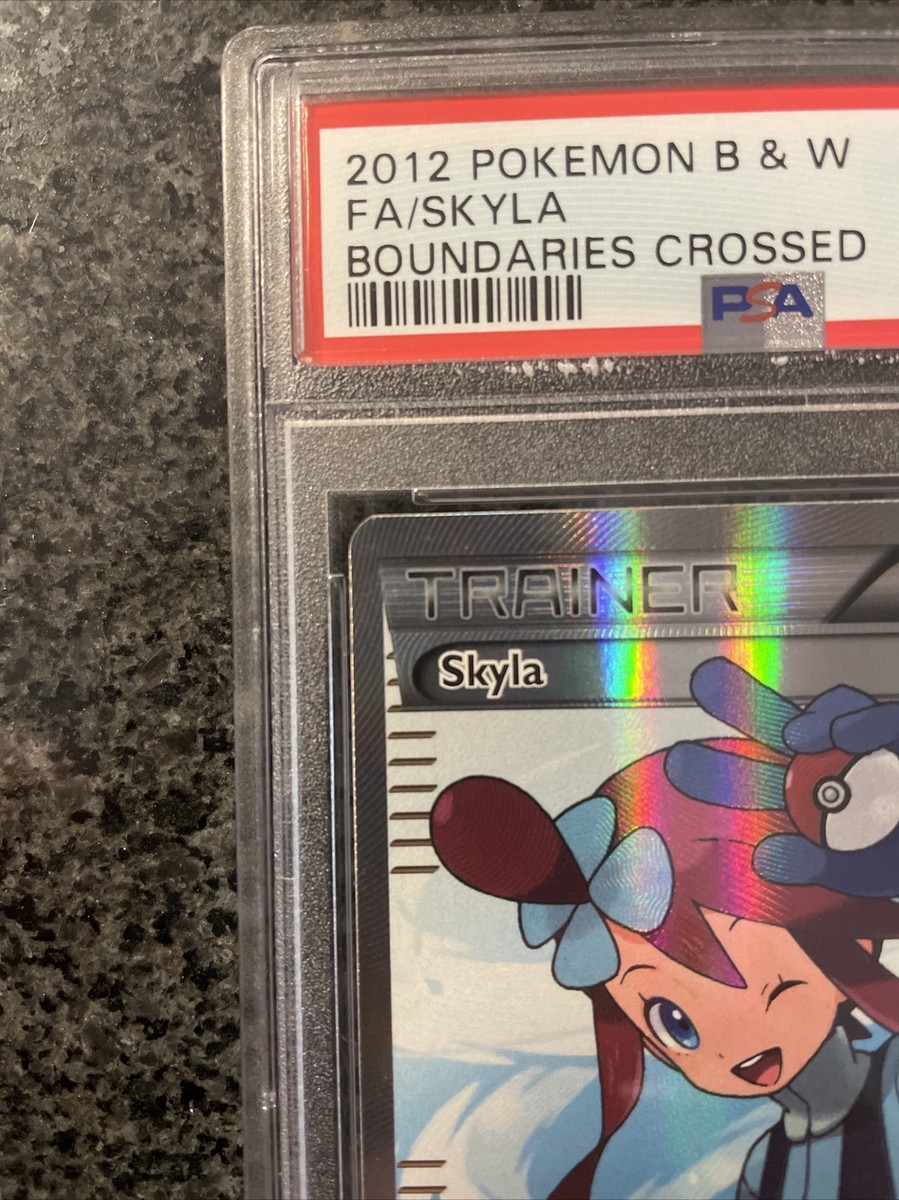 2012 POKEMON B & W
FA/SKYLA
BOUNDARIES CROSSED
PSA
TRAINER
Skyla